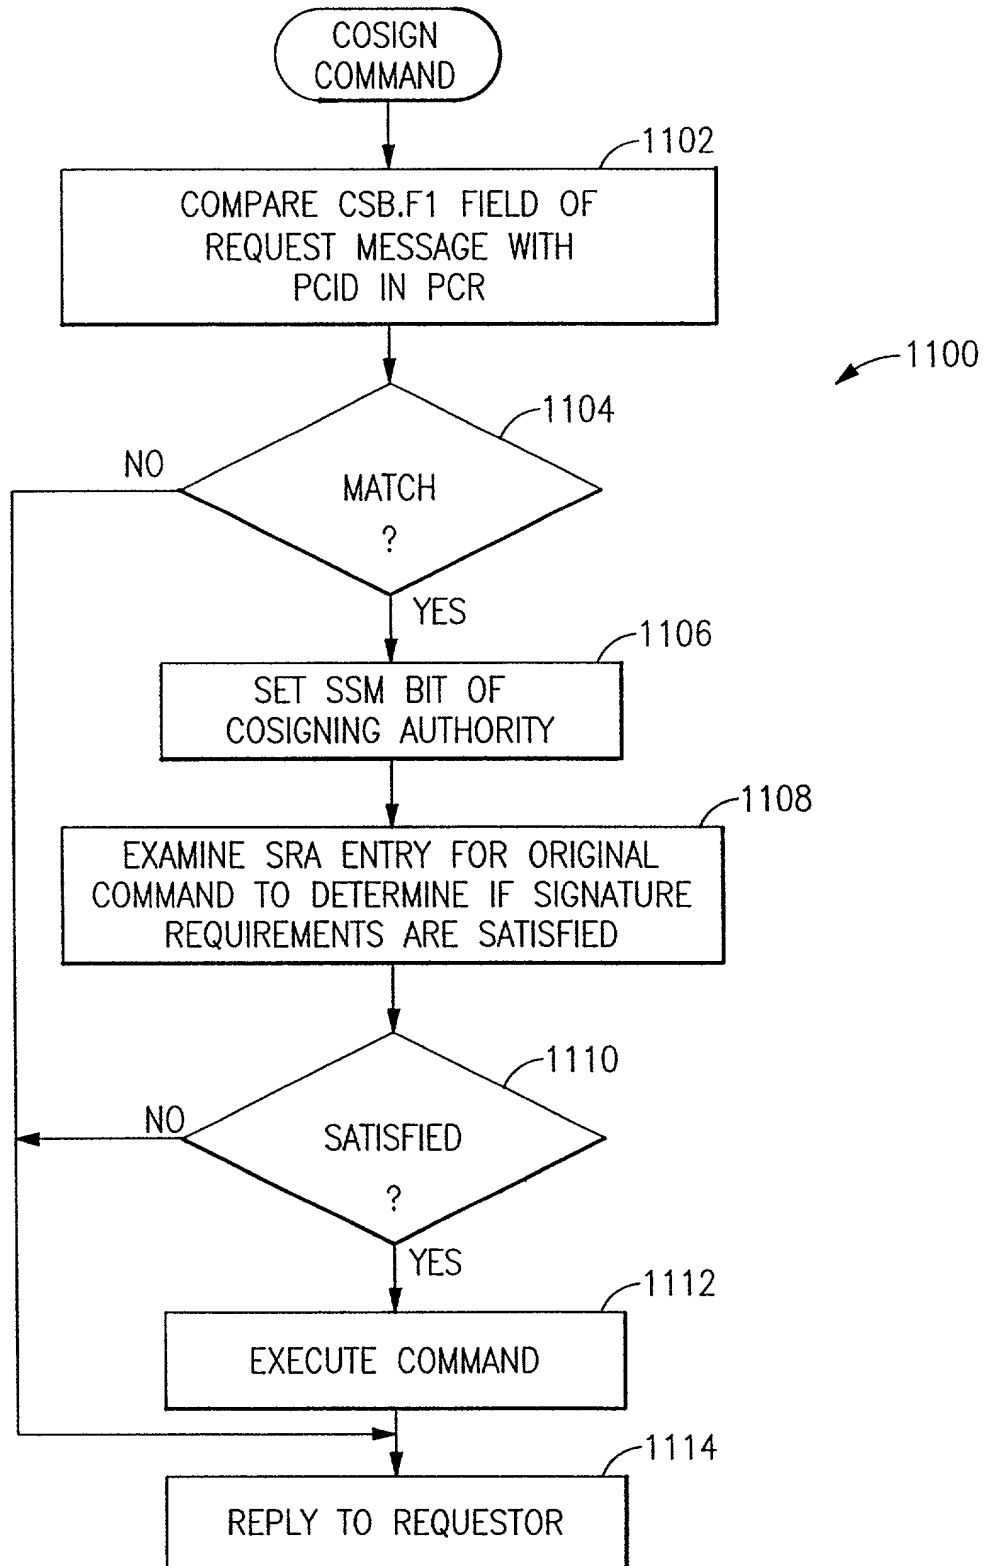 COSIGN
COMMAND
1102
COMPARE CSB.F1 FIELD OF
REQUEST MESSAGE WITH
PCID IN PCR
1100
1104
NO
MATCH
?
YES
1106
SET SSM BIT OF
COSIGNING AUTHORITY
1108
EXAMINE SRA ENTRY FOR ORIGINAL
COMMAND TO DETERMINE IF SIGNATURE
REQUIREMENTS ARE SATISFIED
1110
NO
SATISFIED
?
YES
1112
EXECUTE COMMAND
1114
REPLY TO REQUESTOR